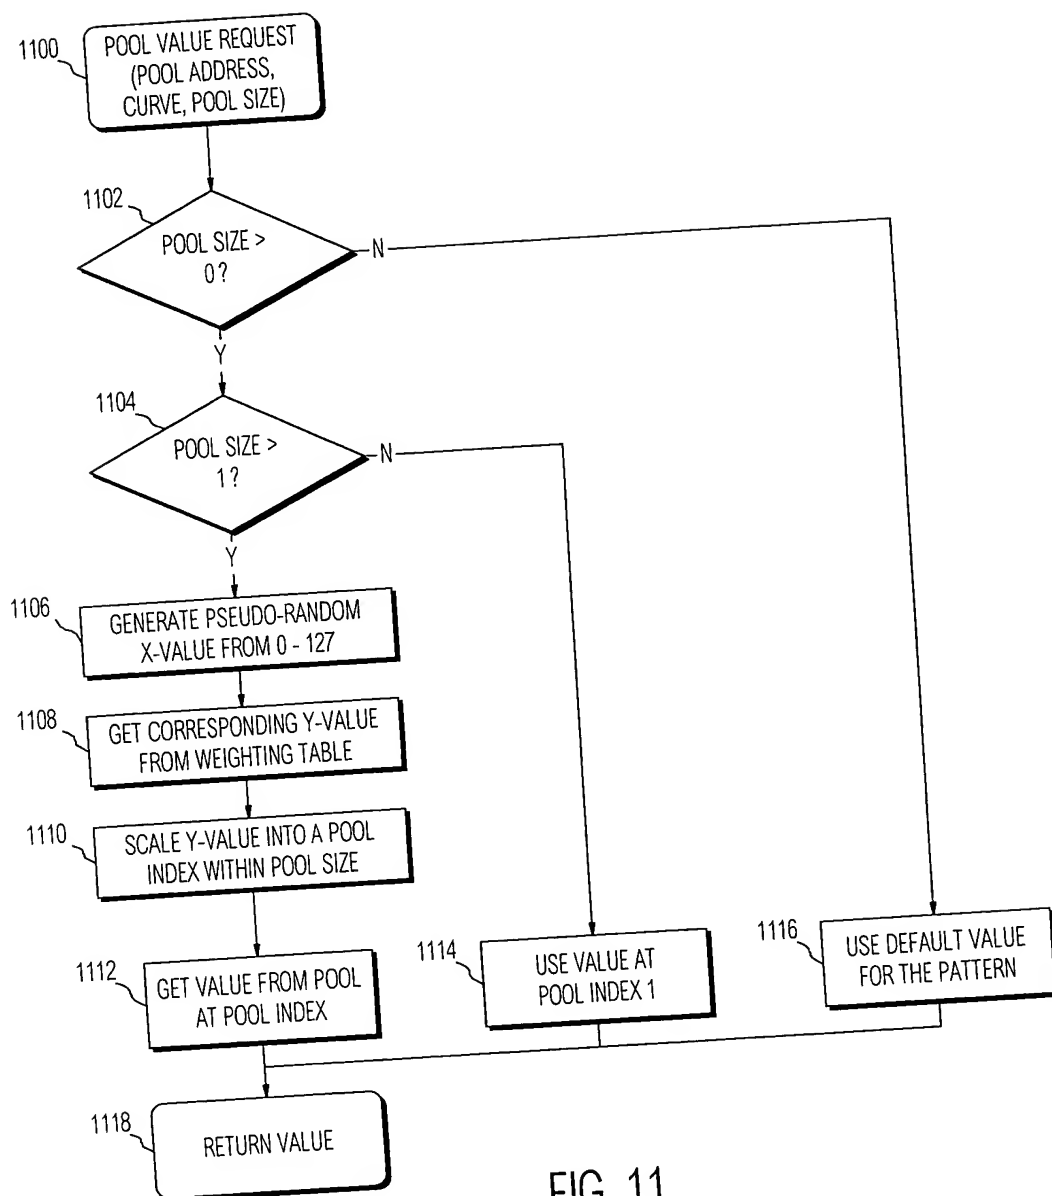 1100
POOL VALUE REQUEST
(POOL ADDRESS,
CURVE, POOL SIZE)
1102
POOL SIZE >
0?
N
Y
1104
POOL SIZE >
1?
N
Y
1106
GENERATE PSEUDO-RANDOM
X-VALUE FROM 0 - 127
1108
GET CORRESPONDING Y-VALUE
FROM WEIGHTING TABLE
1110
SCALE Y-VALUE INTO A POOL
INDEX WITHIN POOL SIZE
1112
GET VALUE FROM POOL
AT POOL INDEX
1114
USE VALUE AT
POOL INDEX 1
1116
USE DEFAULT VALUE
FOR THE PATTERN
1118
RETURN VALUE
FIG. 11